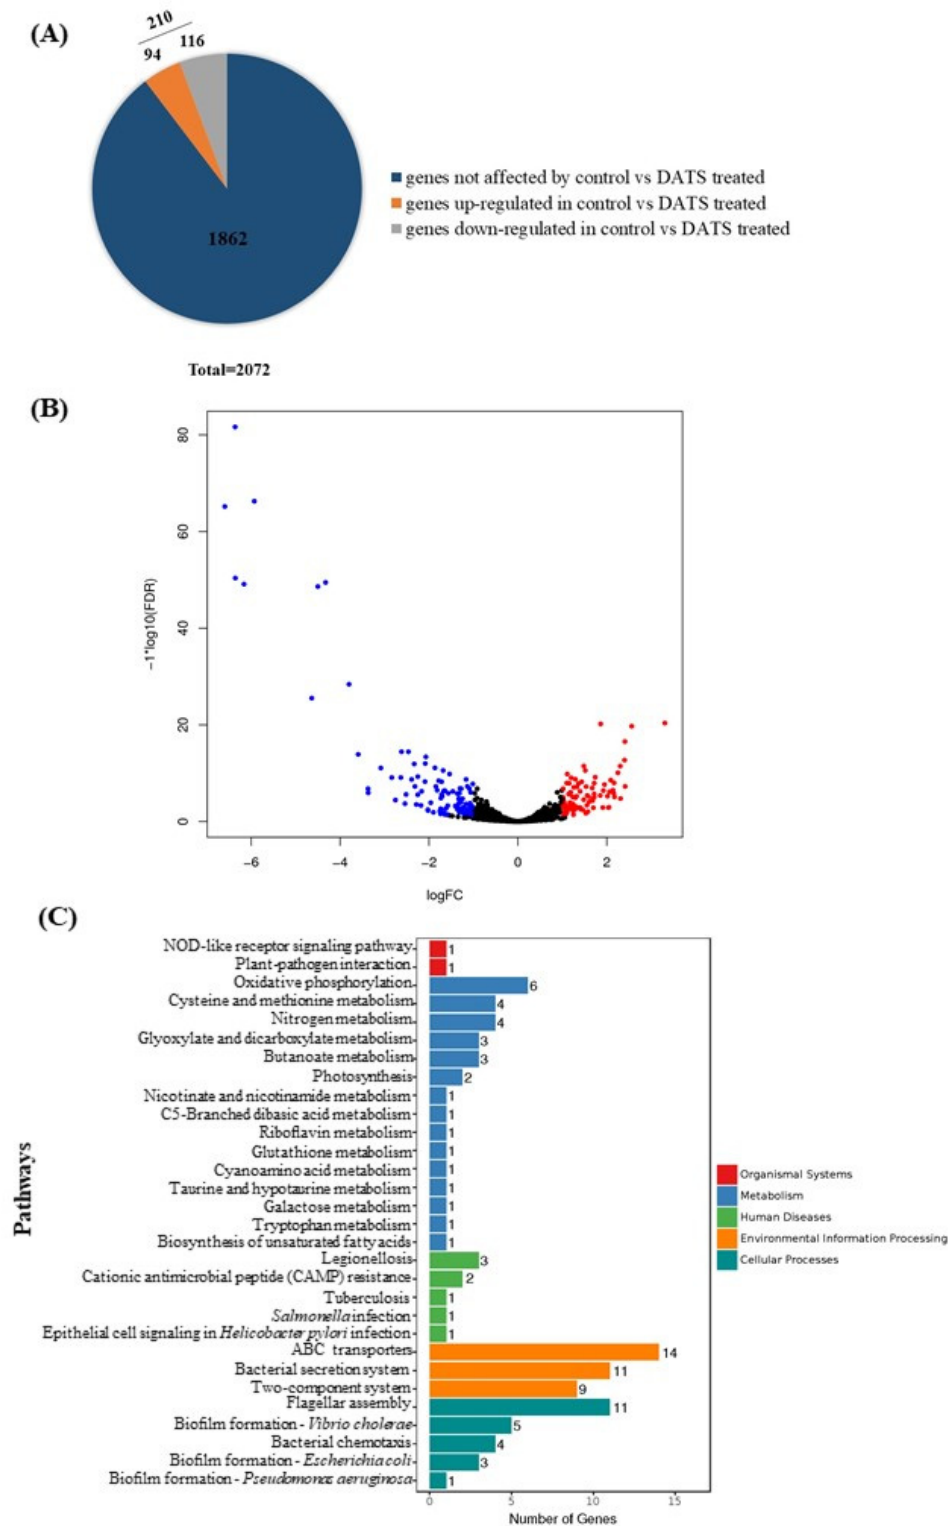 (A)
210
94 116
1862
genes not affected by control vs DATS treated
genes up-regulated in control vs DATS treated
genes down-regulated in control vs DATS treated
Total=2072
(B)
80
60
40
20
0
-1*log10(FDR)
-6 -4 -2 0 2
logFC
(C)
Pathways
NOD-like receptor signaling pathway 1
Plant-pathogen interaction 1
Oxidative phosphorylation 6
Cysteine and methionine metabolism 4
Nitrogen metabolism 4
Glyoxylate and dicarboxylate metabolism 3
Butanoate metabolism 3
Photosynthesis 2
Nicotinate and nicotinamide metabolism 1
C5-Branched dibasic acid metabolism 1
Riboflavin metabolism 1
Glutathione metabolism 1
Cyanoamino acid metabolism 1
Taurine and hypotaurine metabolism 1
Galactose metabolism 1
Tryptophan metabolism 1
Biosynthesis of unsaturated fatty acids 1
Legionellosis 3
Cationic antimicrobial peptide (CAMP) resistance 2
Tuberculosis 1
Salmonella infection 1
Epithelial cell signaling in Helicobacter pylori infection 1
ABC transporters 14
Bacterial secretion system 11
Two-component system 9
Flagellar assembly 11
Biofilm formation - Vibrio cholerae 5
Bacterial chemotaxis 4
Biofilm formation - Escherichia coli 3
Biofilm formation - Pseudomonas aeruginosa 1
0 5 10 15
Number of Genes
Organismal Systems
Metabolism
Human Diseases
Environmental Information Processing
Cellular Processes